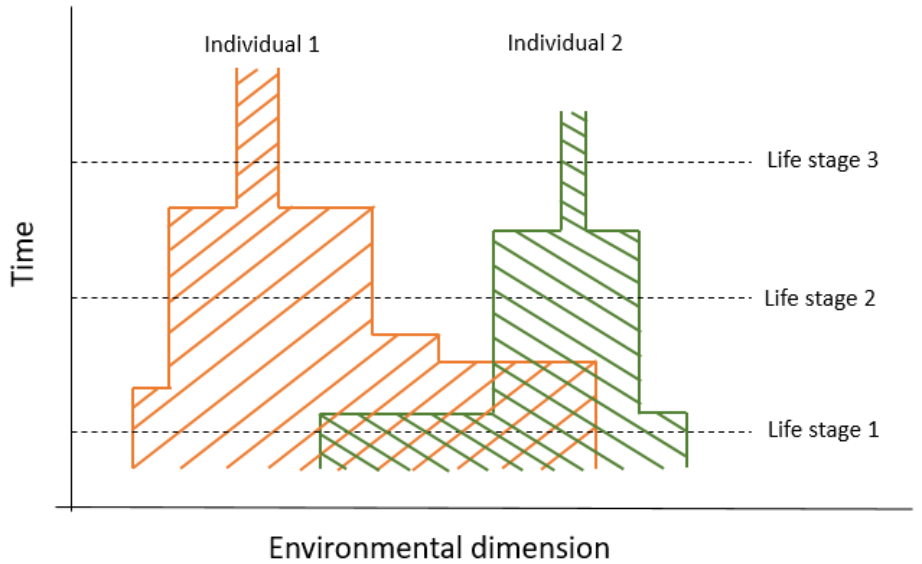 Individual 1
Individual 2
Life stage 3
Time
Life stage 2
Life stage 1
Environmental dimension